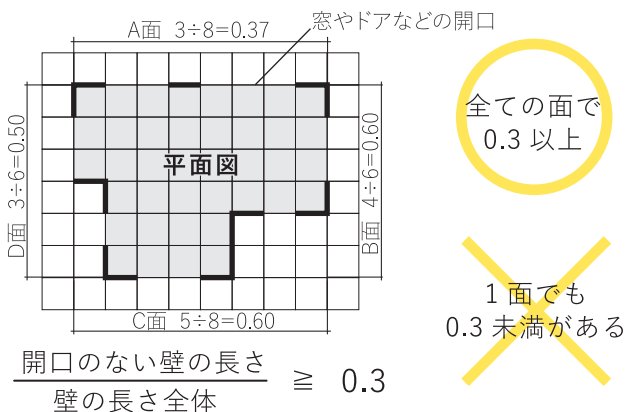 A面 3÷8=0.37
窓やドアなどの開口
D面 3÷6=0.50
平面図
B面 4÷6=0.60
C面 5÷8=0.60
開口のない壁の長さ
壁の長さ全体
≧ 0.3
全ての面で
0.3 以上
1 面でも
0.3 未満がある